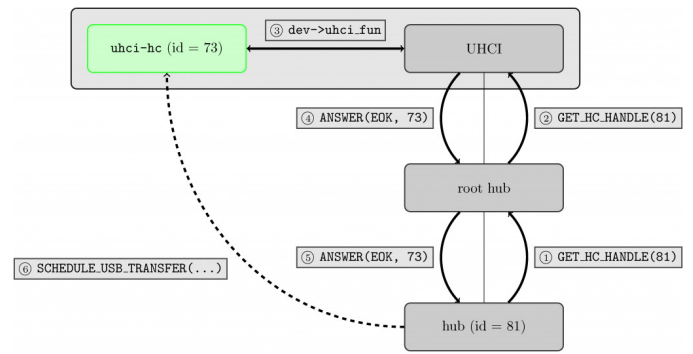 ③ dev->uhci_fun
uhci-hc (id = 73)
UHCI
④ ANSWER(EOK, 73)
② GET_HC_HANDLE(81)
root hub
⑤ ANSWER(EOK, 73)
① GET_HC_HANDLE(81)
⑥ SCHEDULE_USB_TRANSFER(...)
hub (id = 81)